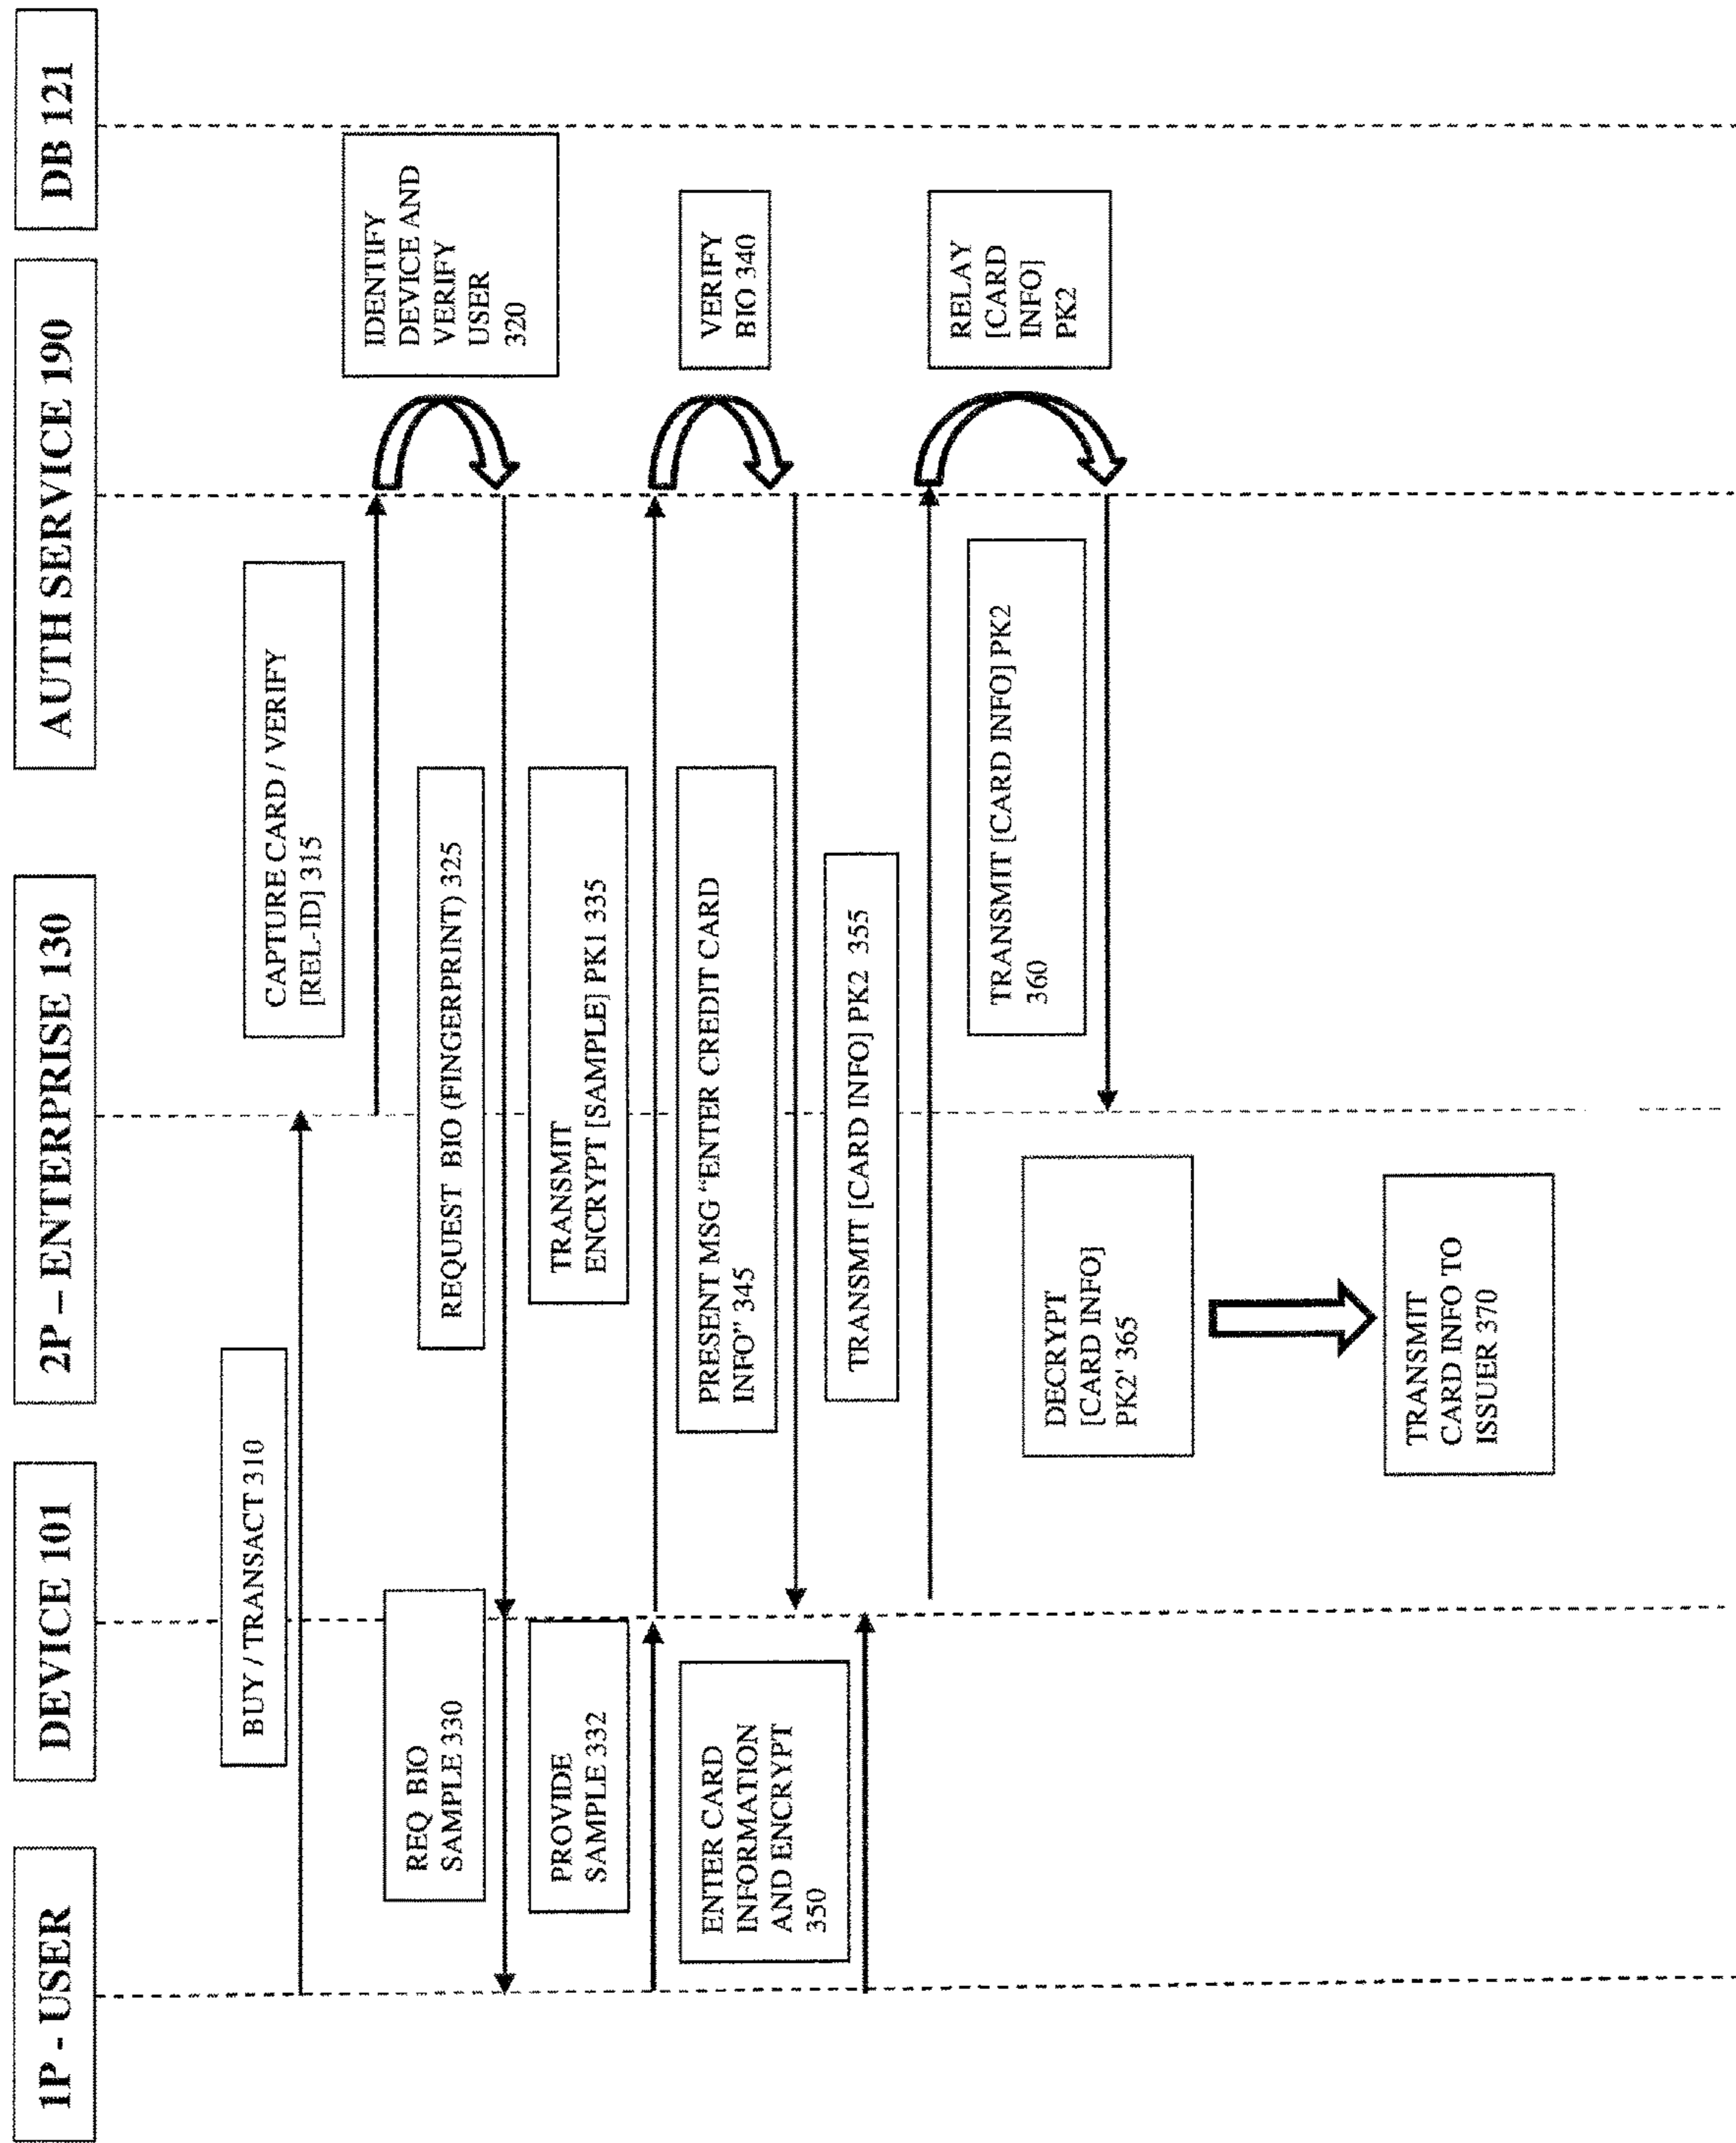 1P - USER
DEVICE 101
2P – ENTERPRISE 130
AUTH SERVICE 190
DB 121
BUY / TRANSACT 310
CAPTURE CARD / VERIFY
[REL-ID] 315
IDENTIFY
DEVICE AND
VERIFY
USER
320
REQUEST BIO (FINGERPRINT) 325
REQ BIO
SAMPLE 330
PROVIDE
SAMPLE 332
TRANSMIT
ENCRYPT [SAMPLE] PK1 335
VERIFY
BIO 340
PRESENT MSG “ENTER CREDIT CARD
INFO” 345
ENTER CARD
INFORMATION
AND ENCRYPT
350
TRANSMIT [CARD INFO] PK2 355
RELAY
[CARD
INFO]
PK2
TRANSMIT [CARD INFO] PK2
360
DECRYPT
[CARD INFO]
PK2' 365
TRANSMIT
CARD INFO TO
ISSUER 370